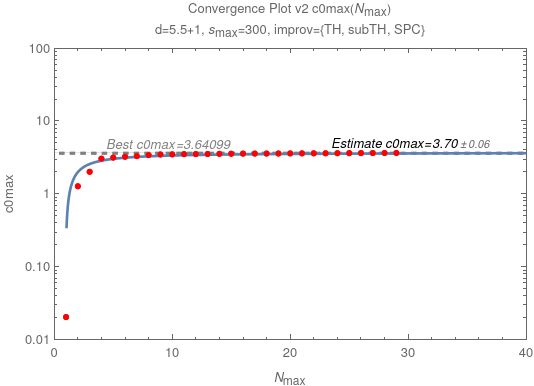 Convergence Plot v2 c0max(Nmax)
d=5.5+1, smax=300, improv={TH, subTH, SPC}
100
10
1
0.10
0.01
c0max
Best c0max=3.64099
Estimate c0max=3.70 ±0.06
0
10
20
30
40
Nmax